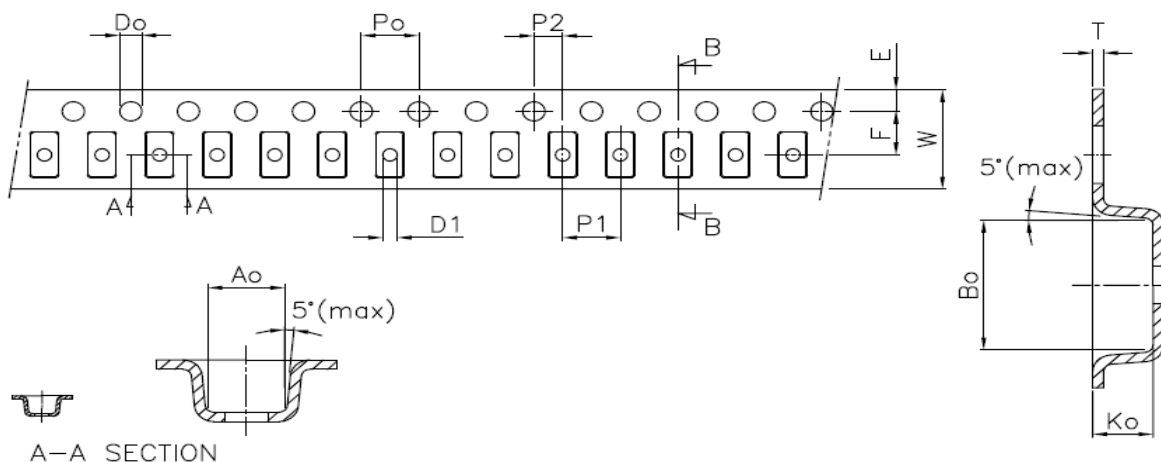 Do
Po
P2
B
T
E
F
W
A
A
D1
P1
B
5°(max)
Bo
Ko
Ao
5°(max)
A-A SECTION